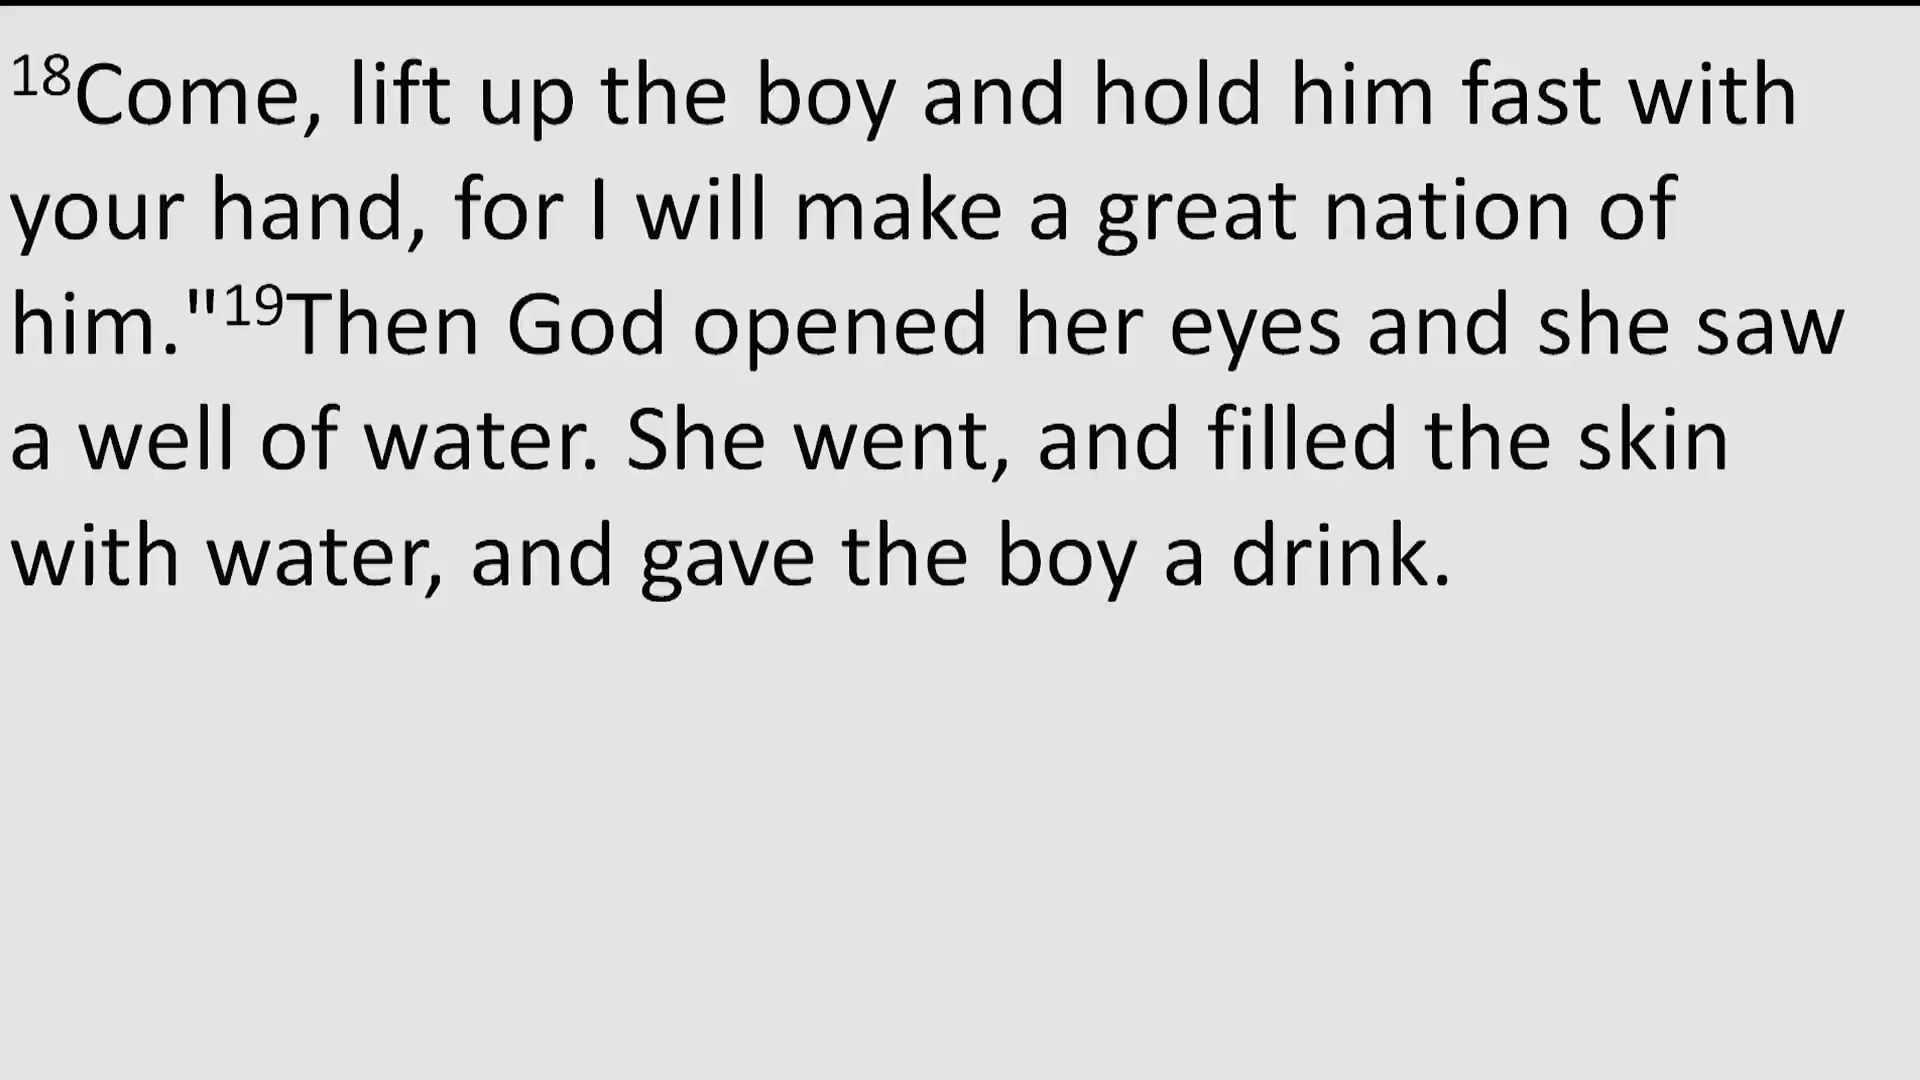 18Come, lift up the boy and hold him fast with
your hand, for I will make a great nation of
him."19Then God opened her eyes and she saw
a well of water. She went, and filled the skin
with water, and gave the boy a drink.